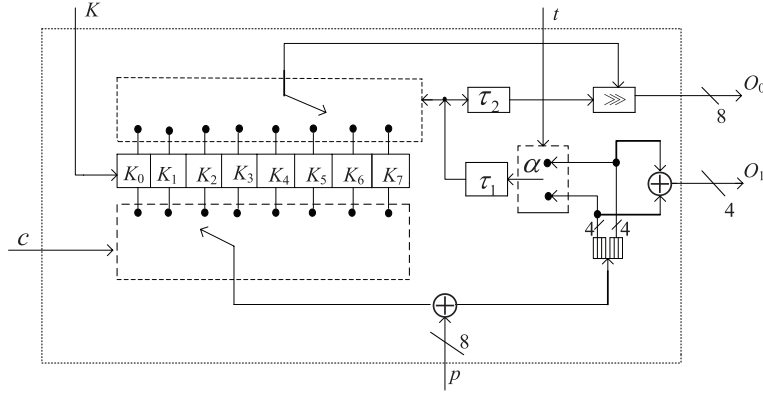 K
t
τ₂
⋙
O₀
8
K₀ K₁ K₂ K₃ K₄ K₅ K₆ K₇
τ₁
α
O₁
4
4 4
c
8
p